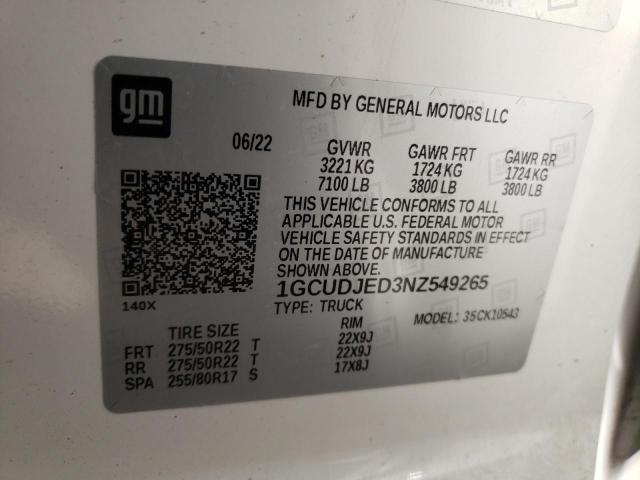 gm
MFD BY GENERAL MOTORS LLC
06/22 GVWR GAWR FRT GAWR RR
3221 KG 1724 KG 1724 KG
7100 LB 3800 LB 3800 LB
THIS VEHICLE CONFORMS TO ALL
APPLICABLE U.S. FEDERAL MOTOR
VEHICLE SAFETY STANDARDS IN EFFECT
ON THE DATE OF MANUFACTURE
SHOWN ABOVE.
1GCUDJED3NZ549265
140X TYPE: TRUCK MODEL: 35CK10543
TIRE SIZE RIM
FRT 275/50R22 T 22X9J
RR 275/50R22 T 22X9J
SPA 255/80R17 S 17X8J